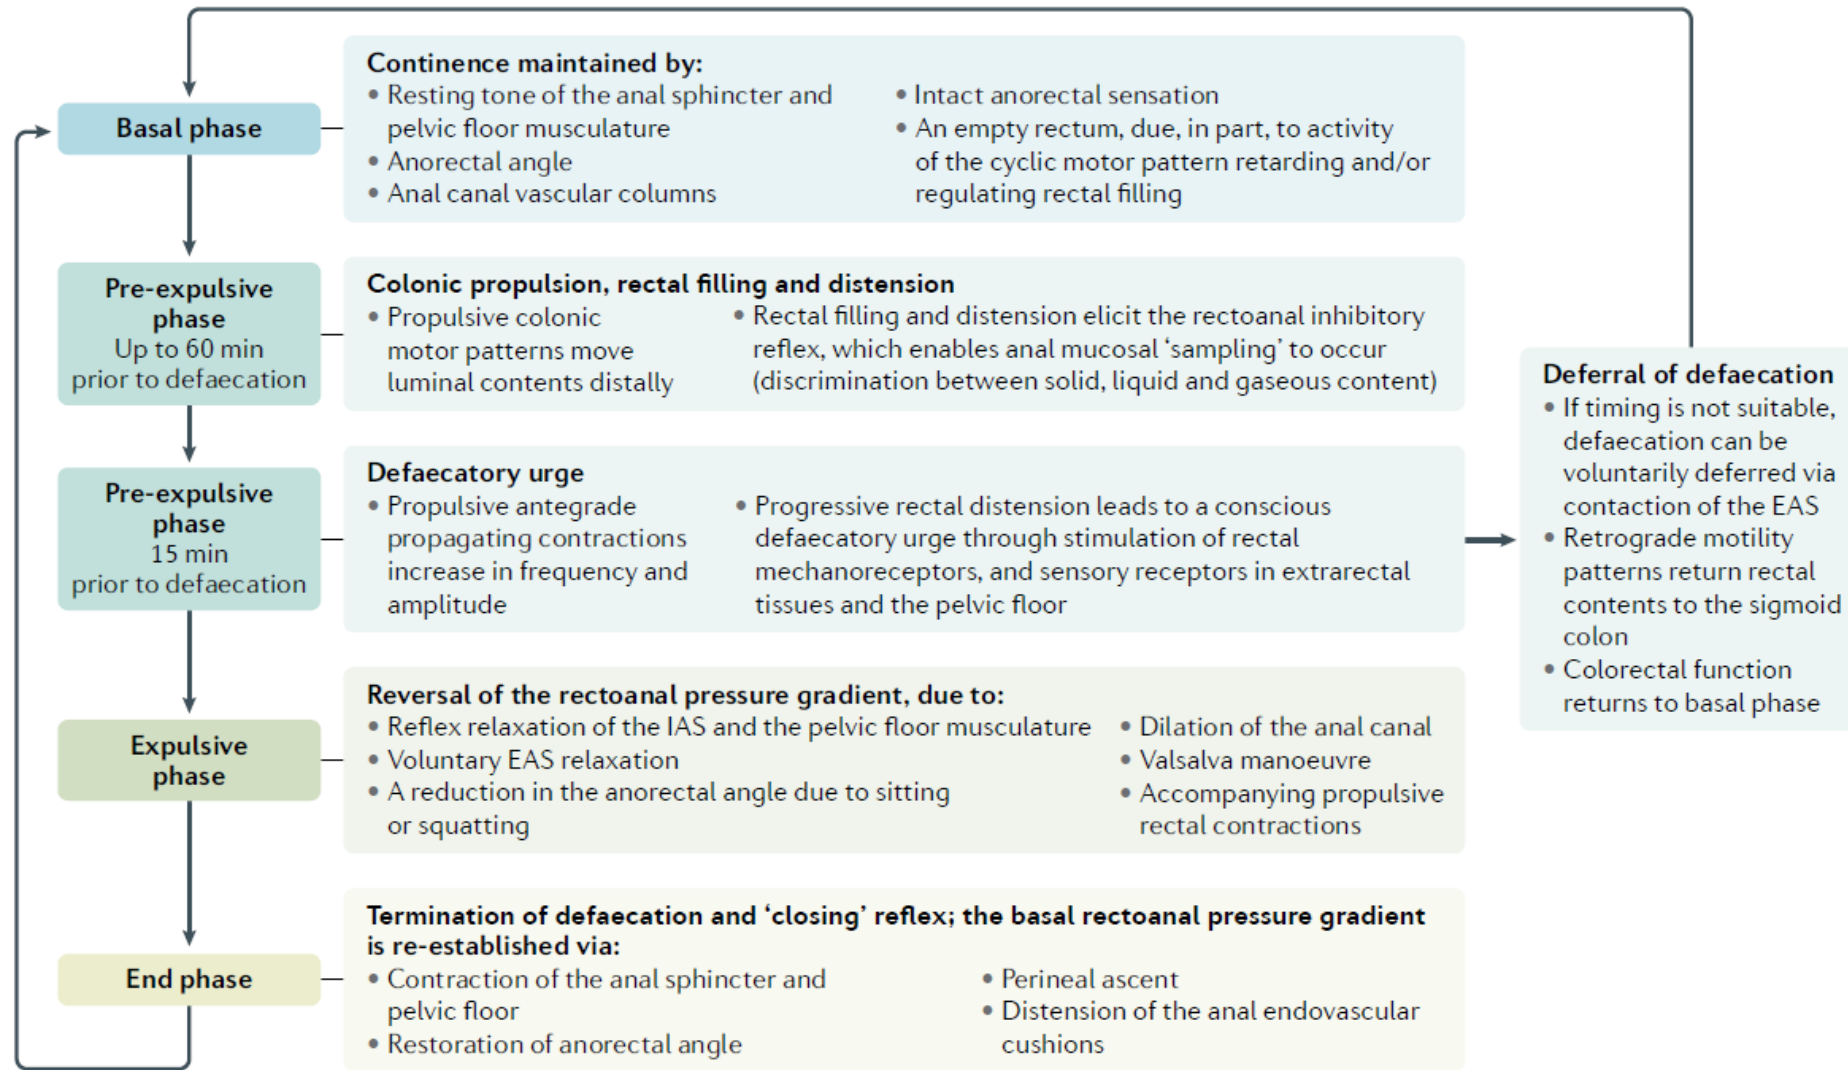 Basal phase
Continence maintained by:
• Resting tone of the anal sphincter and
pelvic floor musculature
• Anorectal angle
• Anal canal vascular columns
• Intact anorectal sensation
• An empty rectum, due, in part, to activity
of the cyclic motor pattern retarding and/or
regulating rectal filling
Pre-expulsive
phase
Up to 60 min
prior to defaecation
Colonic propulsion, rectal filling and distension
• Propulsive colonic
motor patterns move
luminal contents distally
• Rectal filling and distension elicit the rectoanal inhibitory
reflex, which enables anal mucosal ‘sampling’ to occur
(discrimination between solid, liquid and gaseous content)
Pre-expulsive
phase
15 min
prior to defaecation
Defaecatory urge
• Propulsive antegrade
propagating contractions
increase in frequency and
amplitude
• Progressive rectal distension leads to a conscious
defaecatory urge through stimulation of rectal
mechanoreceptors, and sensory receptors in extrarectal
tissues and the pelvic floor
Deferral of defaecation
• If timing is not suitable,
defaecation can be
voluntarily deferred via
contaction of the EAS
• Retrograde motility
patterns return rectal
contents to the sigmoid
colon
• Colorectal function
returns to basal phase
Expulsive
phase
Reversal of the rectoanal pressure gradient, due to:
• Reflex relaxation of the IAS and the pelvic floor musculature
• Voluntary EAS relaxation
• A reduction in the anorectal angle due to sitting
or squatting
• Dilation of the anal canal
• Valsalva manoeuvre
• Accompanying propulsive
rectal contractions
End phase
Termination of defaecation and ‘closing’ reflex; the basal rectoanal pressure gradient
is re-established via:
• Contraction of the anal sphincter and
pelvic floor
• Restoration of anorectal angle
• Perineal ascent
• Distension of the anal endovascular
cushions